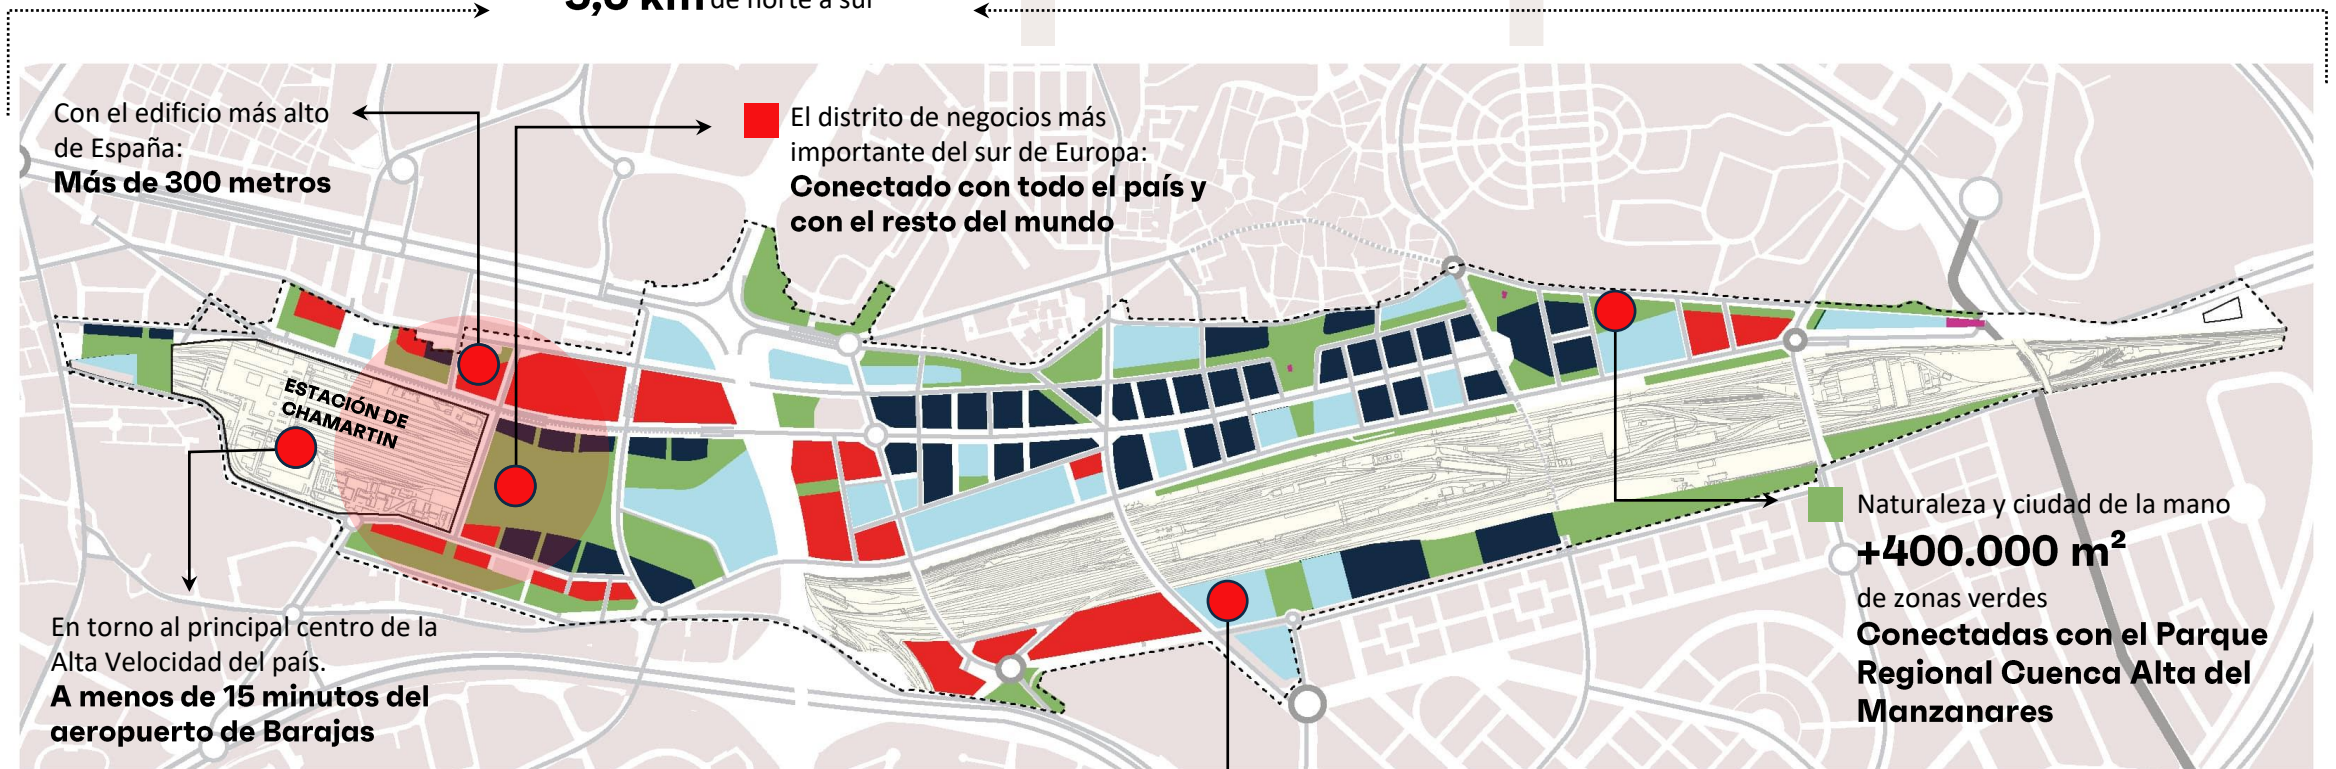 km de norte a sur
Con el edificio más alto
de España:
Más de 300 metros
El distrito de negocios más
importante del sur de Europa:
Conectado con todo el país y
con el resto del mundo
ESTACIÓN DE
CHAMARTIN
En torno al principal centro de la
Alta Velocidad del país.
A menos de 15 minutos del
aeropuerto de Barajas
Naturaleza y ciudad de la mano
+400.000 m²
de zonas verdes
Conectadas con el Parque
Regional Cuenca Alta del
Manzanares